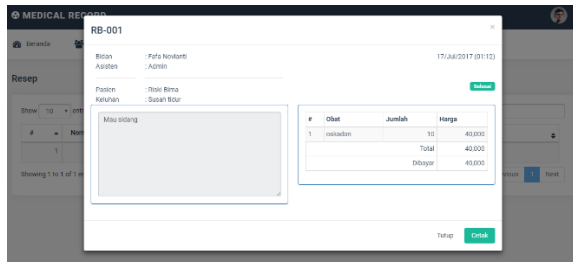 MEDICAL RECORD
RB-001
×
Beranda
Bidan : Fafa Novianti
17/Jul/2017 (01:12)
Asisten : Admin
Resep
Pasien : Riski Bima
Selesai
Keluhan : Susah tidur
Show 10
Mau sidang
# Obat Jumlah Harga
1 oskadon 10 40,000
Total 40,000
Dibayar 40,000
#
1
Showing 1 to 1 of 1
1 Next
Tutup Cetak